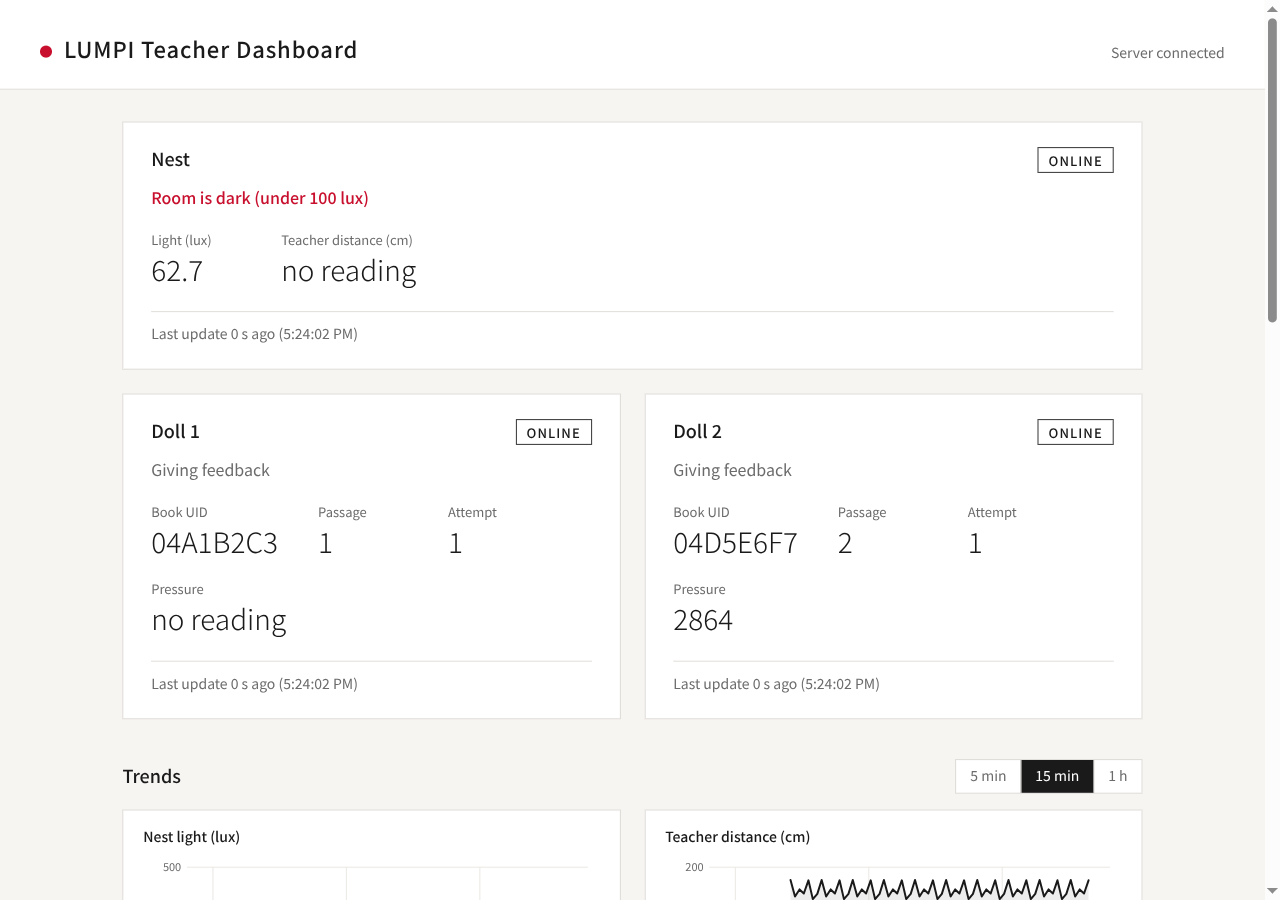 LUMPI Teacher Dashboard
Server connected
Nest
ONLINE
Room is dark (under 100 lux)
Light (lux) Teacher distance (cm)
62.7 no reading
Last update 0 s ago (5:24:02 PM)
Doll 1
ONLINE
Giving feedback
Book UID Passage Attempt
04A1B2C3 1 1
Pressure
no reading
Last update 0 s ago (5:24:02 PM)
Doll 2
ONLINE
Giving feedback
Book UID Passage Attempt
04D5E6F7 2 1
Pressure
2864
Last update 0 s ago (5:24:02 PM)
Trends
5 min 15 min 1 h
Nest light (lux)
500
Teacher distance (cm)
200